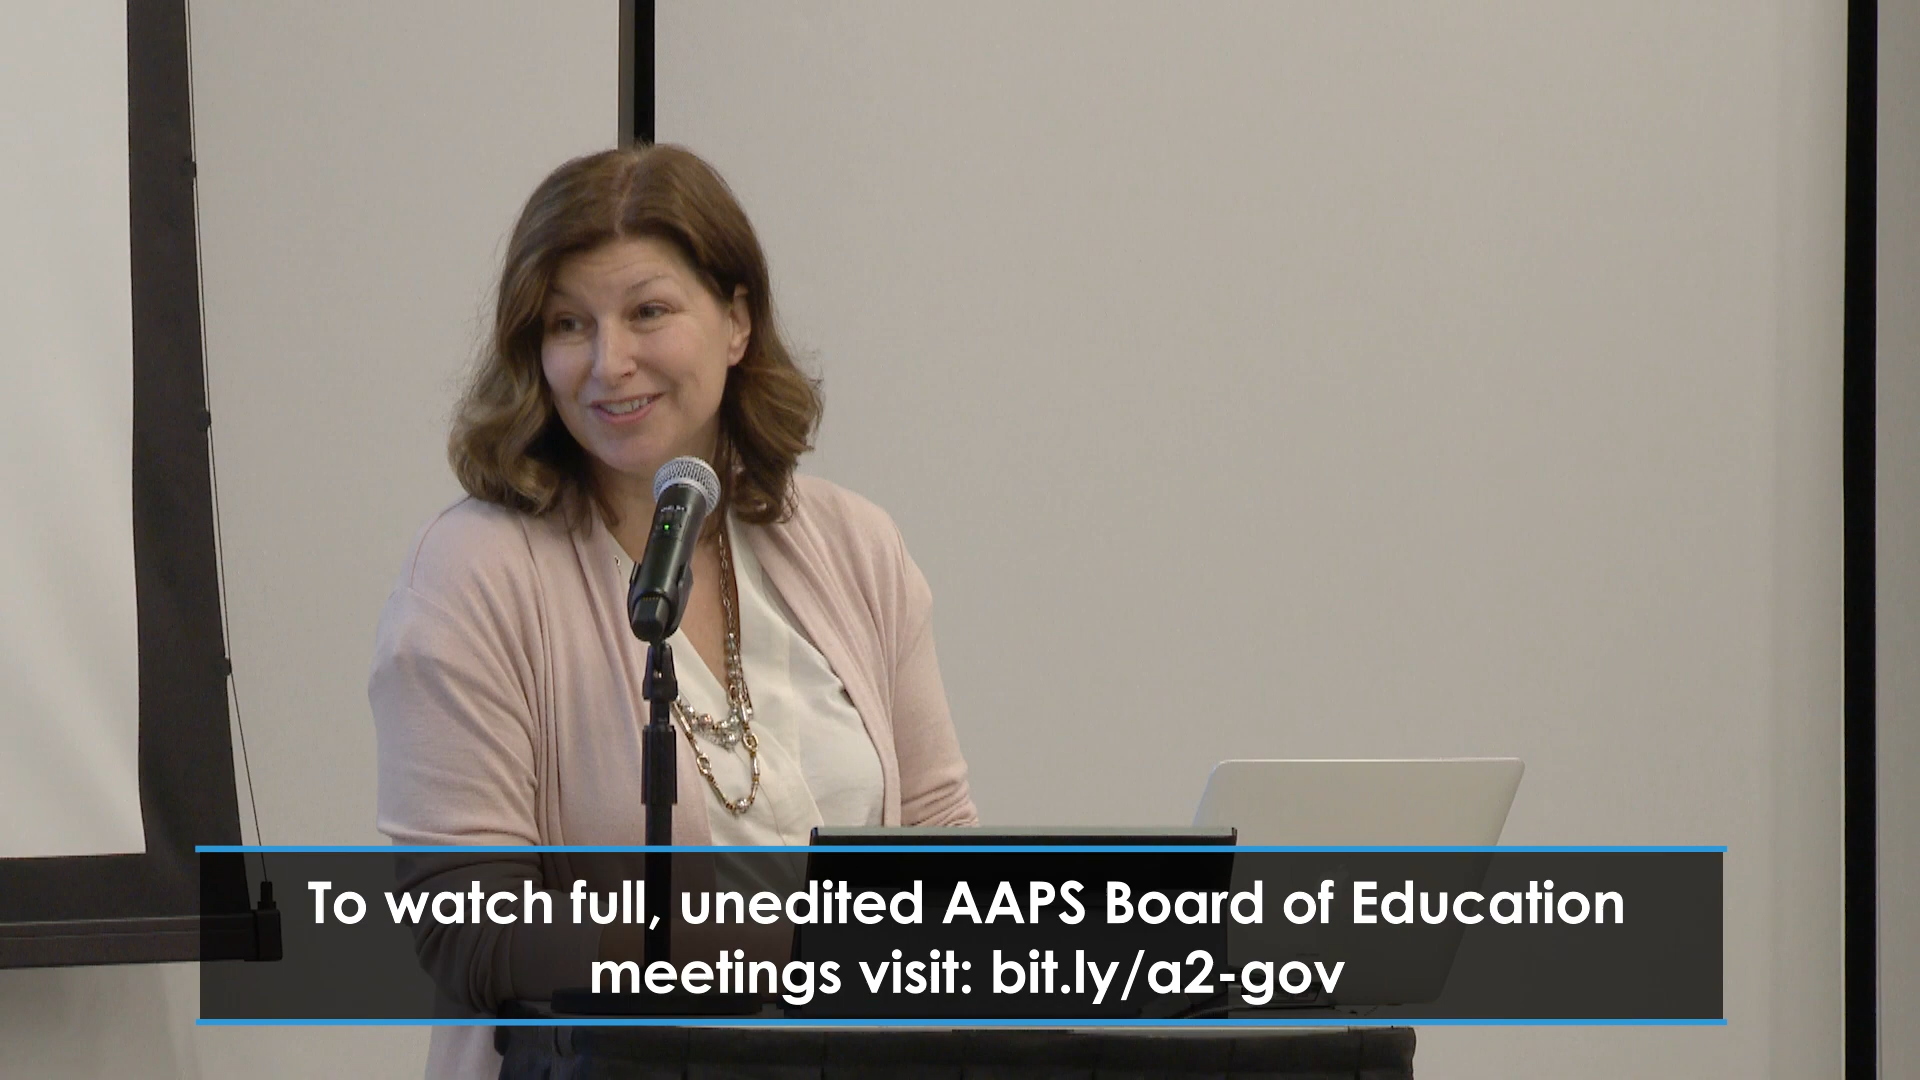 To watch full, unedited AAPS Board of Education
meetings visit: bit.ly/a2-gov